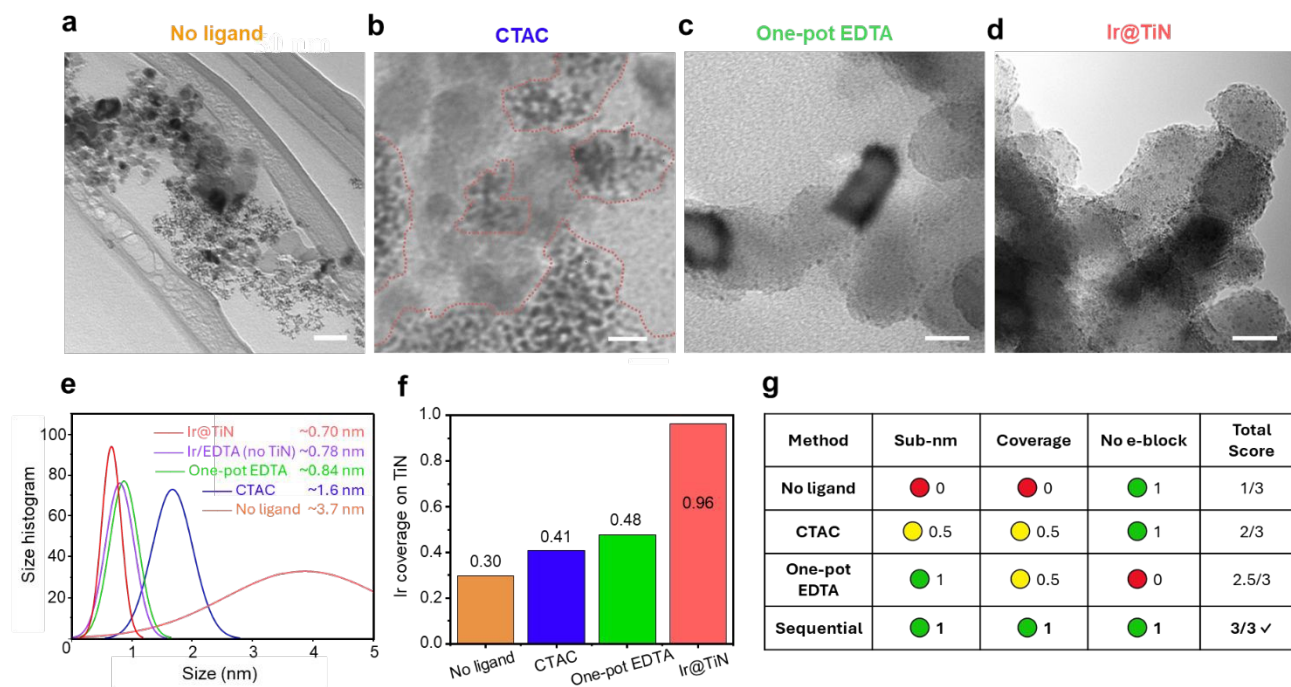 a
No ligand
b
CTAC
c
One-pot EDTA
d
Ir@TiN
e
Size histogram
100
80
60
40
20
0 1 2 3 4 5
Size (nm)
Ir@TiN ~0.70 nm
Ir/EDTA (no TiN) ~0.78 nm
One-pot EDTA ~0.84 nm
CTAC ~1.6 nm
No ligand ~3.7 nm
f
Ir coverage on TiN
1.0
0.8
0.6
0.4
0.2
0.0
0.30
0.41
0.48
0.96
No ligand
CTAC
One-pot EDTA
Ir@TiN
g
Method Sub-nm Coverage No e-block Total
Score
No ligand 0 0 1 1/3
CTAC 0.5 0.5 1 2/3
One-pot
EDTA 1 0.5 0 2.5/3
Sequential 1 1 1 3/3 ✓